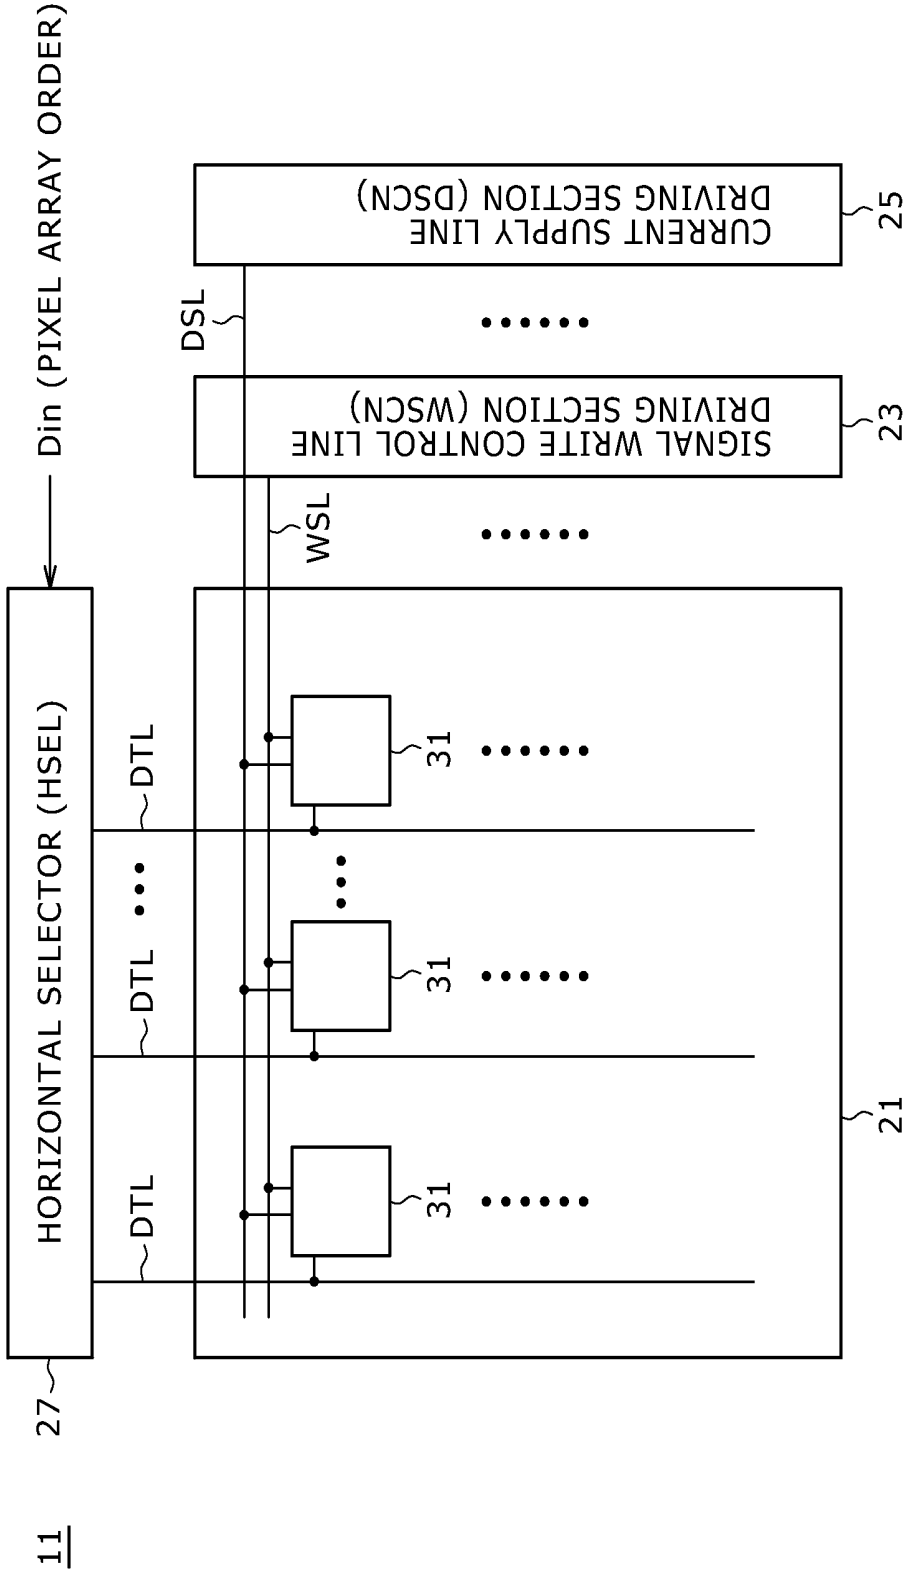 11
27
HORIZONTAL SELECTOR (HSEL)
Din (PIXEL ARRAY ORDER)
DTL
DTL
DTL
DSL
WSL
31
31
31
SIGNAL WRITE CONTROL LINE
DRIVING SECTION (WSCN)
CURRENT SUPPLY LINE
DRIVING SECTION (DSCN)
21
23
25